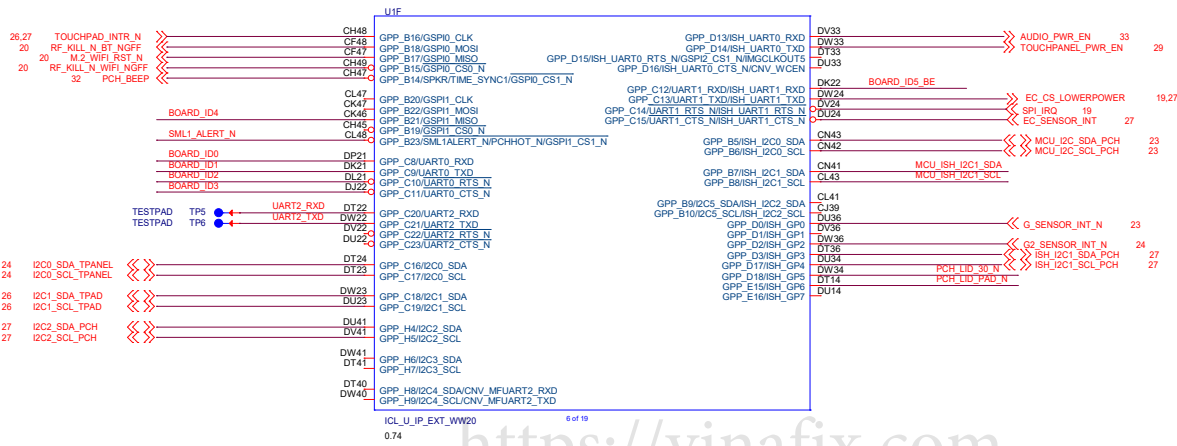 U1F
26,27 TOUCHPAD_INTR_N CH48 GPP_B16/GSPI0_CLK
20 RF_KILL_N_BT_NGFF CF48 GPP_B18/GSPI0_MOSI
20 M.2_WIFI_RST_N CF47 GPP_B17/GSPI0_MISO
20 RF_KILL_N_WIFI_NGFF CH49 GPP_B15/GSPI0_CS0_N
32 PCH_BEEP CH47 GPP_B14/SPKR/TIME_SYNC1/GSPI0_CS1_N
CL47 GPP_B20/GSPI1_CLK
CK47 GPP_B22/GSPI1_MOSI
BOARD_ID4 CK46 GPP_B21/GSPI1_MISO
CH45 GPP_B19/GSPI1_CS0_N
SML1_ALERT_N CL48 GPP_B23/SML1ALERT_N/PCHHOT_N/GSPI1_CS1_N
BOARD_ID0 DP21 GPP_C8/UART0_RXD
BOARD_ID1 DK21 GPP_C9/UART0_TXD
BOARD_ID2 DL21 GPP_C10/UART0_RTS_N
BOARD_ID3 DJ22 GPP_C11/UART0_CTS_N
TESTPAD TP5 UART2_RXD DT22 GPP_C20/UART2_RXD
TESTPAD TP6 UART2_TXD DW22 GPP_C21/UART2_TXD
DV22 GPP_C22/UART2_RTS_N
DU22 GPP_C23/UART2_CTS_N
24 I2C0_SDA_TPANEL DT24 GPP_C16/I2C0_SDA
24 I2C0_SCL_TPANEL DT23 GPP_C17/I2C0_SCL
26 I2C1_SDA_TPAD DW23 GPP_C18/I2C1_SDA
26 I2C1_SCL_TPAD DU23 GPP_C19/I2C1_SCL
27 I2C2_SDA_PCH DU41 GPP_H4/I2C2_SDA
27 I2C2_SCL_PCH DV41 GPP_H5/I2C2_SCL
DW41 GPP_H6/I2C3_SDA
DT41 GPP_H7/I2C3_SCL
DT40 GPP_H8/I2C4_SDA/CNV_MFUART2_RXD
DW40 GPP_H9/I2C4_SCL/CNV_MFUART2_TXD
GPP_D13/ISH_UART0_RXD DV33 AUDIO_PWR_EN 33
GPP_D14/ISH_UART0_TXD DW33 TOUCHPANEL_PWR_EN 29
GPP_D15/ISH_UART0_RTS_N/GSPI2_CS1_N/IMGCLKOUT5 DT33
GPP_D16/ISH_UART0_CTS_N/CNV_WCEN DU33
GPP_C12/UART1_RXD/ISH_UART1_RXD DK22 BOARD_ID5_BE
GPP_C13/UART1_TXD/ISH_UART1_TXD DW24 EC_CS_LOWERPOWER 19,27
GPP_C14/UART1_RTS_N/ISH_UART1_RTS_N DV24 SPI_IRQ 19
GPP_C15/UART1_CTS_N/ISH_UART1_CTS_N DU24 EC_SENSOR_INT 27
GPP_B5/ISH_I2C0_SDA CN43 MCU_I2C_SDA_PCH 23
GPP_B6/ISH_I2C0_SCL CN42 MCU_I2C_SCL_PCH 23
GPP_B7/ISH_I2C1_SDA CN41 MCU_ISH_I2C1_SDA
GPP_B8/ISH_I2C1_SCL CL43 MCU_ISH_I2C1_SCL
GPP_B9/I2C5_SDA/ISH_I2C2_SDA CL41
GPP_B10/I2C5_SCL/ISH_I2C2_SCL CJ39
GPP_D0/ISH_GP0 DU36 G_SENSOR_INT_N 23
GPP_D1/ISH_GP1 DV36
GPP_D2/ISH_GP2 DW36 G2_SENSOR_INT_N 24
GPP_D3/ISH_GP3 DT36 ISH_I2C1_SDA_PCH 27
GPP_D17/ISH_GP4 DU34 ISH_I2C1_SCL_PCH 27
GPP_D18/ISH_GP5 DW34 PCH_LID_30_N
GPP_E15/ISH_GP6 DT14 PCH_LID_PAD_N
GPP_E16/ISH_GP7 DU14
ICL_U_IP_EXT_WW20 6 of 19
0.74
https://vinafix.com